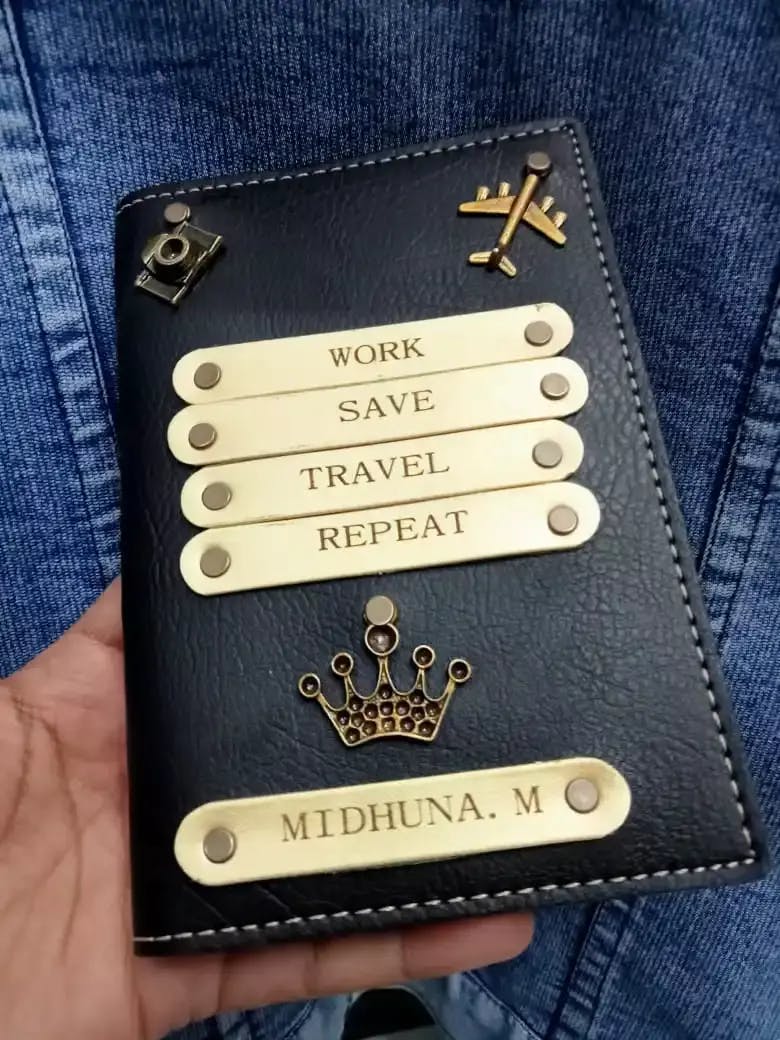 WORK
SAVE
TRAVEL
REPEAT
MIDHUNA. M